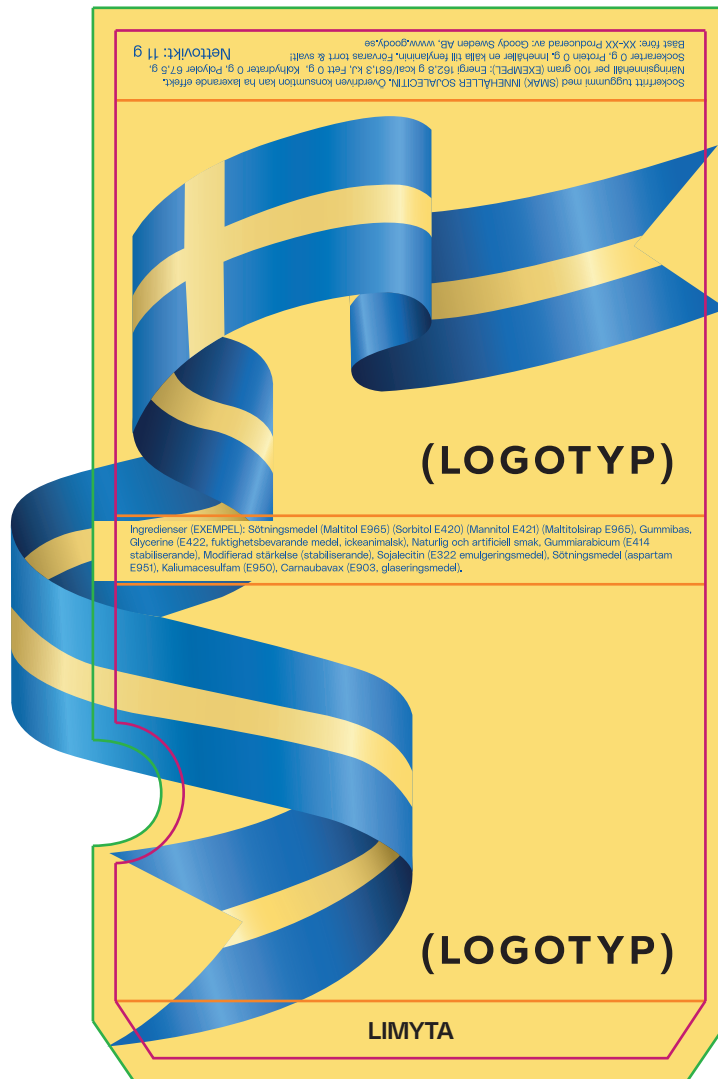 Sockerfritt tuggummi med (SMAK) INNEHÅLLER SOJALECITIN. Överdriven konsumtion kan ha laxerande effekt.
Näringsinnehåll per 100 gram (EXEMPEL): Energi 162,8 g kcal/681,3 kJ, Fett 0 g, Kolhydrater 0 g, Polyoler 67,5 g,
Sockerarter 0 g, Protein 0 g. Innehåller en källa till fenylaninin. Förvaras torrt & svalt!
Bäst före: XX-XX Producerad av: Goody Sweden AB, www.goody.se
Nettovikt: 11 g
(LOGOTYP)
Ingredienser (EXEMPEL): Sötningsmedel (Maltitol E965) (Sorbitol E420) (Mannitol E421) (Maltitolsirap E965), Gummibas,
Glycerine (E422, fuktighetsbevarande medel, ickeanimalsk), Naturlig och artificiell smak, Gummiarabicum (E414
stabiliserande), Modifierad stärkelse (stabiliserande), Sojalecitin (E322 emulgeringsmedel), Sötningsmedel (aspartam
E951), Kaliumacesulfam (E950), Carnaubavax (E903, glaseringsmedel).
(LOGOTYP)
LIMYTA